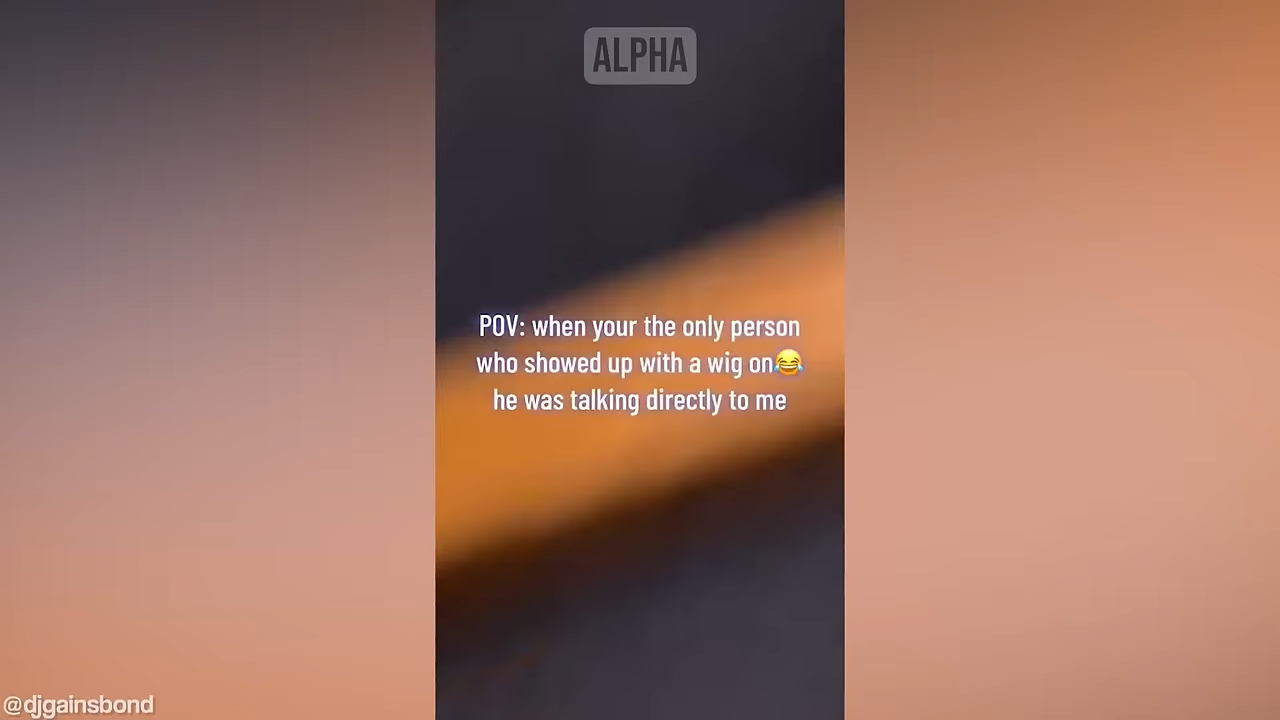 ALPHA
POV: when your the only person
who showed up with a wig on😂
he was talking directly to me
@djgainsbond